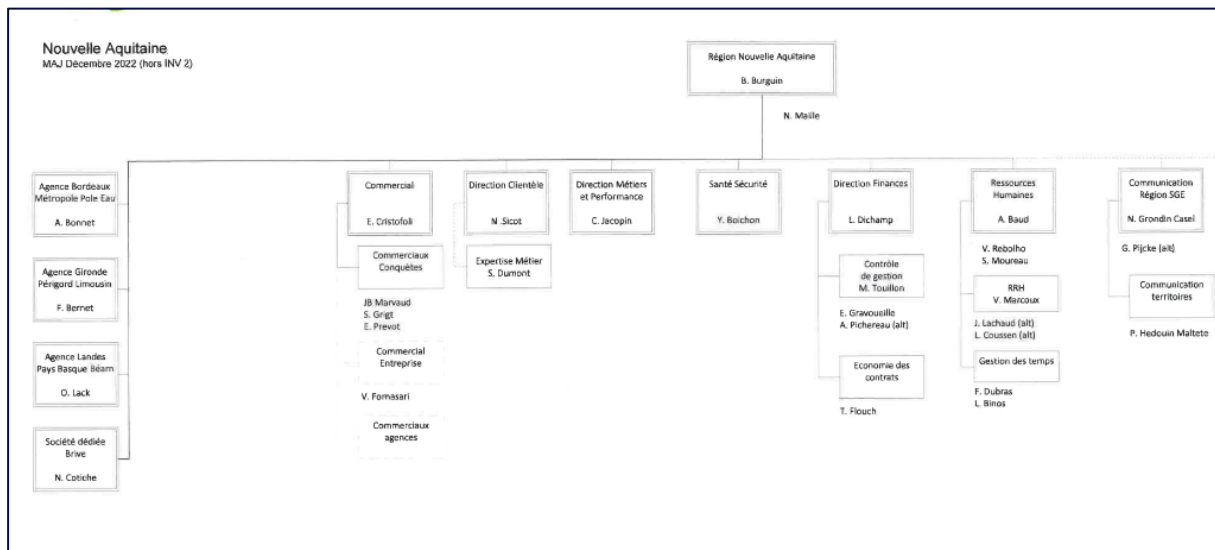 Nouvelle Aquitaine
MAJ Décembre 2022 (hors INV 2)
Région Nouvelle Aquitaine
B. Burguin
N. Maille
Agence Bordeaux
Métropole Pole Eau
A. Bonnet
Agence Gironde
Périgord Limousin
F. Bernet
Agence Landes
Pays Basque Béarn
O. Lack
Société dédiée
Brive
N. Cotiche
Commercial
E. Cristofoli
Commerciaux
Conquêtes
JB Marvaud
S. Grigt
E. Prevot
Commercial
Entreprise
V. Fornasari
Commerciaux
agences
Direction Clientèle
N .Sicot
Expertise Métier
S. Dumont
Direction Métiers
et Performance
C. Jacopin
Santé Sécurité
Y. Boichon
Direction Finances
L. Dichamp
Contrôle
de gestion
M. Touillon
E. Gravoueille
A. Pichereau (alt)
Economie des
contrats
T. Flouch
Ressources
Humaines
A. Baud
V. Rebolho
S. Moureau
RRH
V. Marcoux
J. Lachaud (alt)
L. Coussen (alt)
Gestion des temps
F. Dubras
L. Binos
Communication
Région SGE
N. Grondin Casei
G. Pijcke (alt)
Communication
territoires
P. Hedouin Maltete